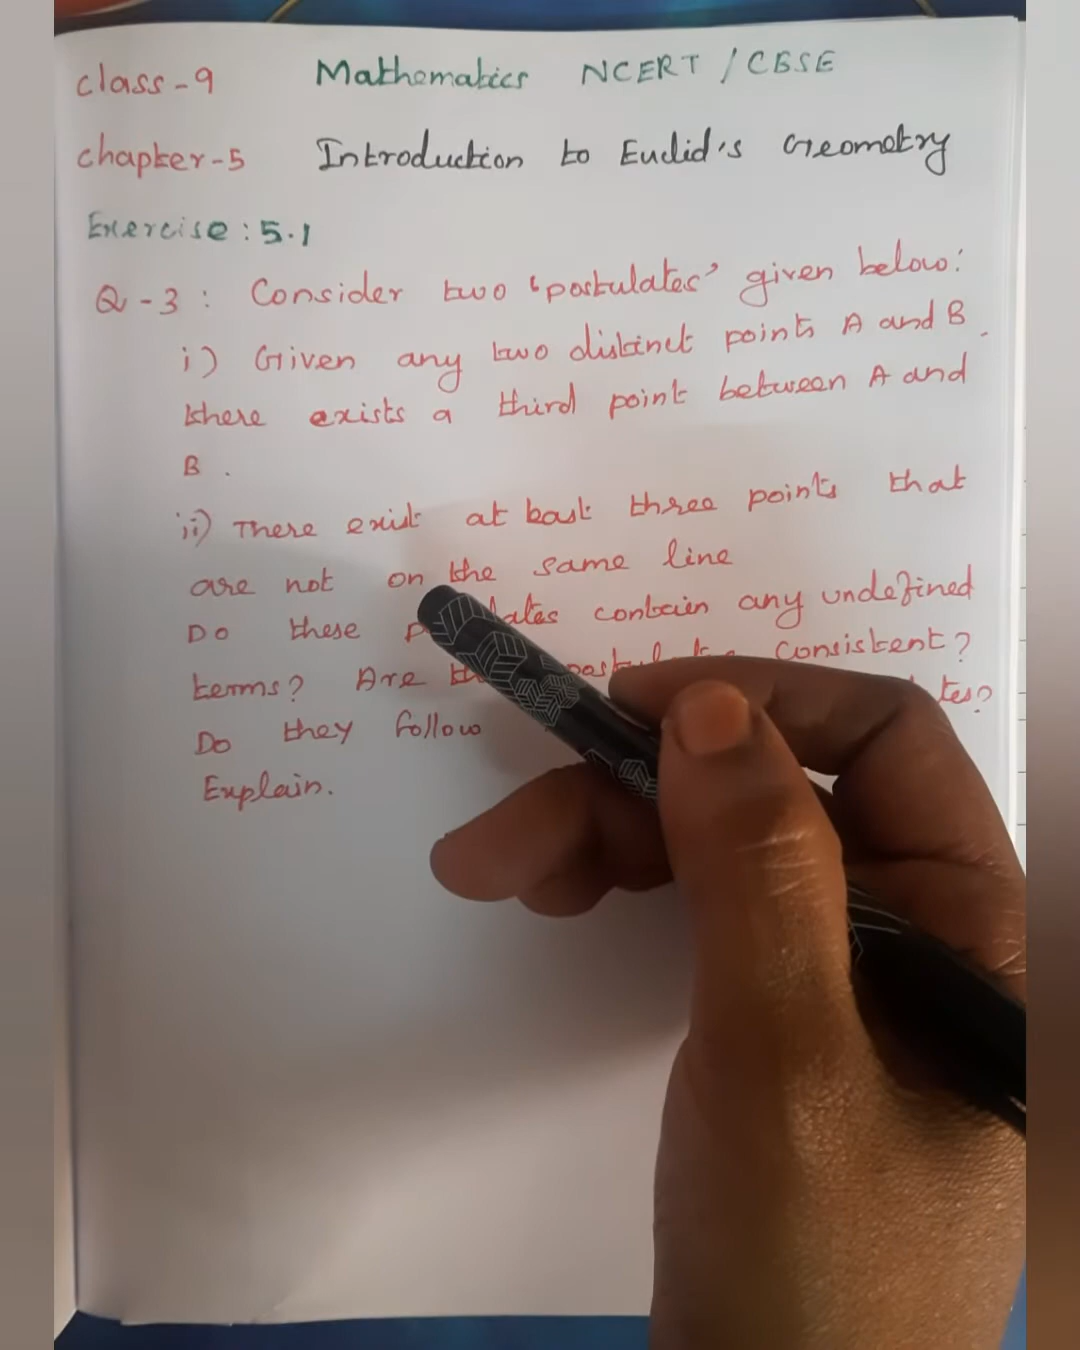 class-9 Mathematics NCERT / CBSE
chapter-5 Introduction to Euclid's Geometry
Exercise: 5.1
Q-3: Consider two 'postulates' given below:
i) Given any two distinct points A and B.
there exists a third point between A and
B.
ii) There exist at least three points that
are not on the same line
Do these contain any undefined
terms? Are consistent?
Do they follow
Explain.